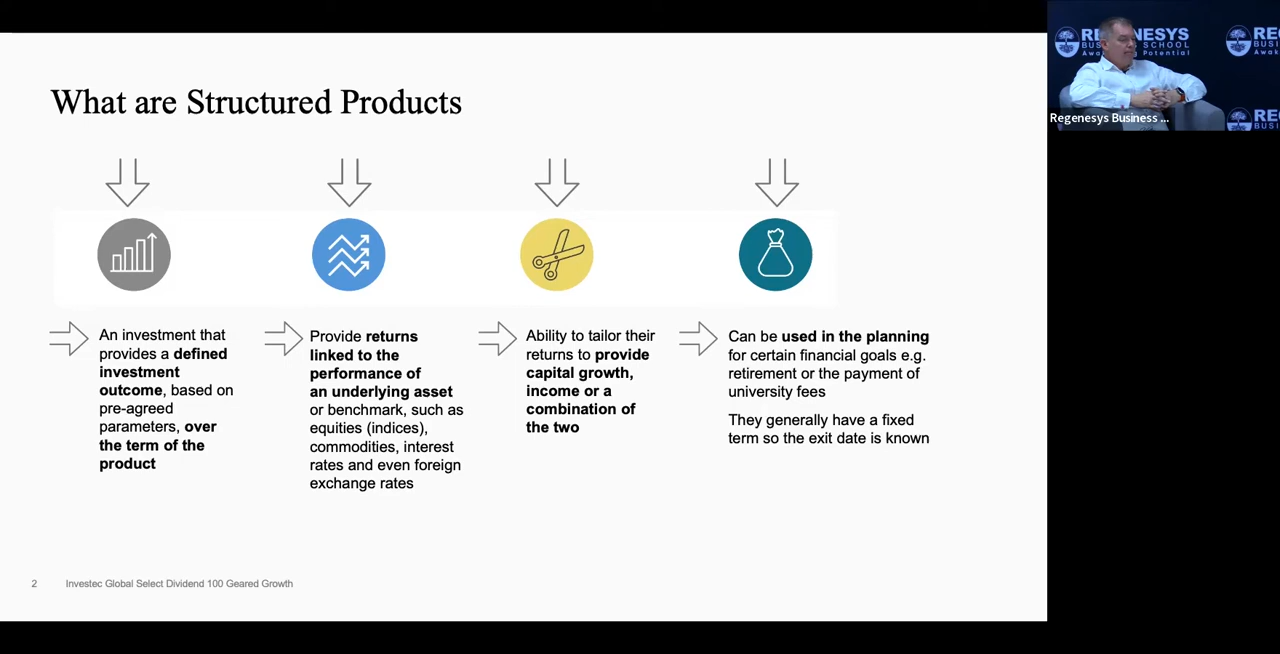 What are Structured Products
An investment that
provides a defined
investment
outcome, based on
pre-agreed
parameters, over
the term of the
product
Provide returns
linked to the
performance of
an underlying asset
or benchmark, such as
equities (indices),
commodities, interest
rates and even foreign
exchange rates
Ability to tailor their
returns to provide
capital growth,
income or a
combination of
the two
Can be used in the planning
for certain financial goals e.g.
retirement or the payment of
university fees
They generally have a fixed
term so the exit date is known
2
Investec Global Select Dividend 100 Geared Growth
Regenesys Business ...